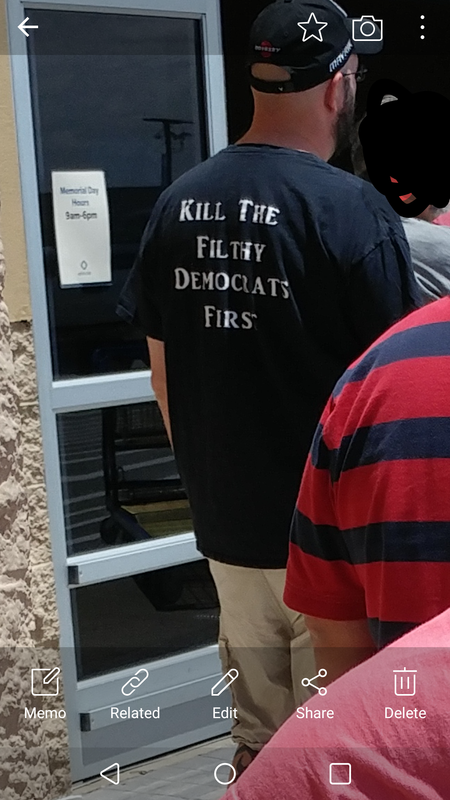 KILL THE
FILTHY
DEMOCRATS
FIRST
Memorial Day
Hours
9am-6pm
Memo
Related
Edit
Share
Delete